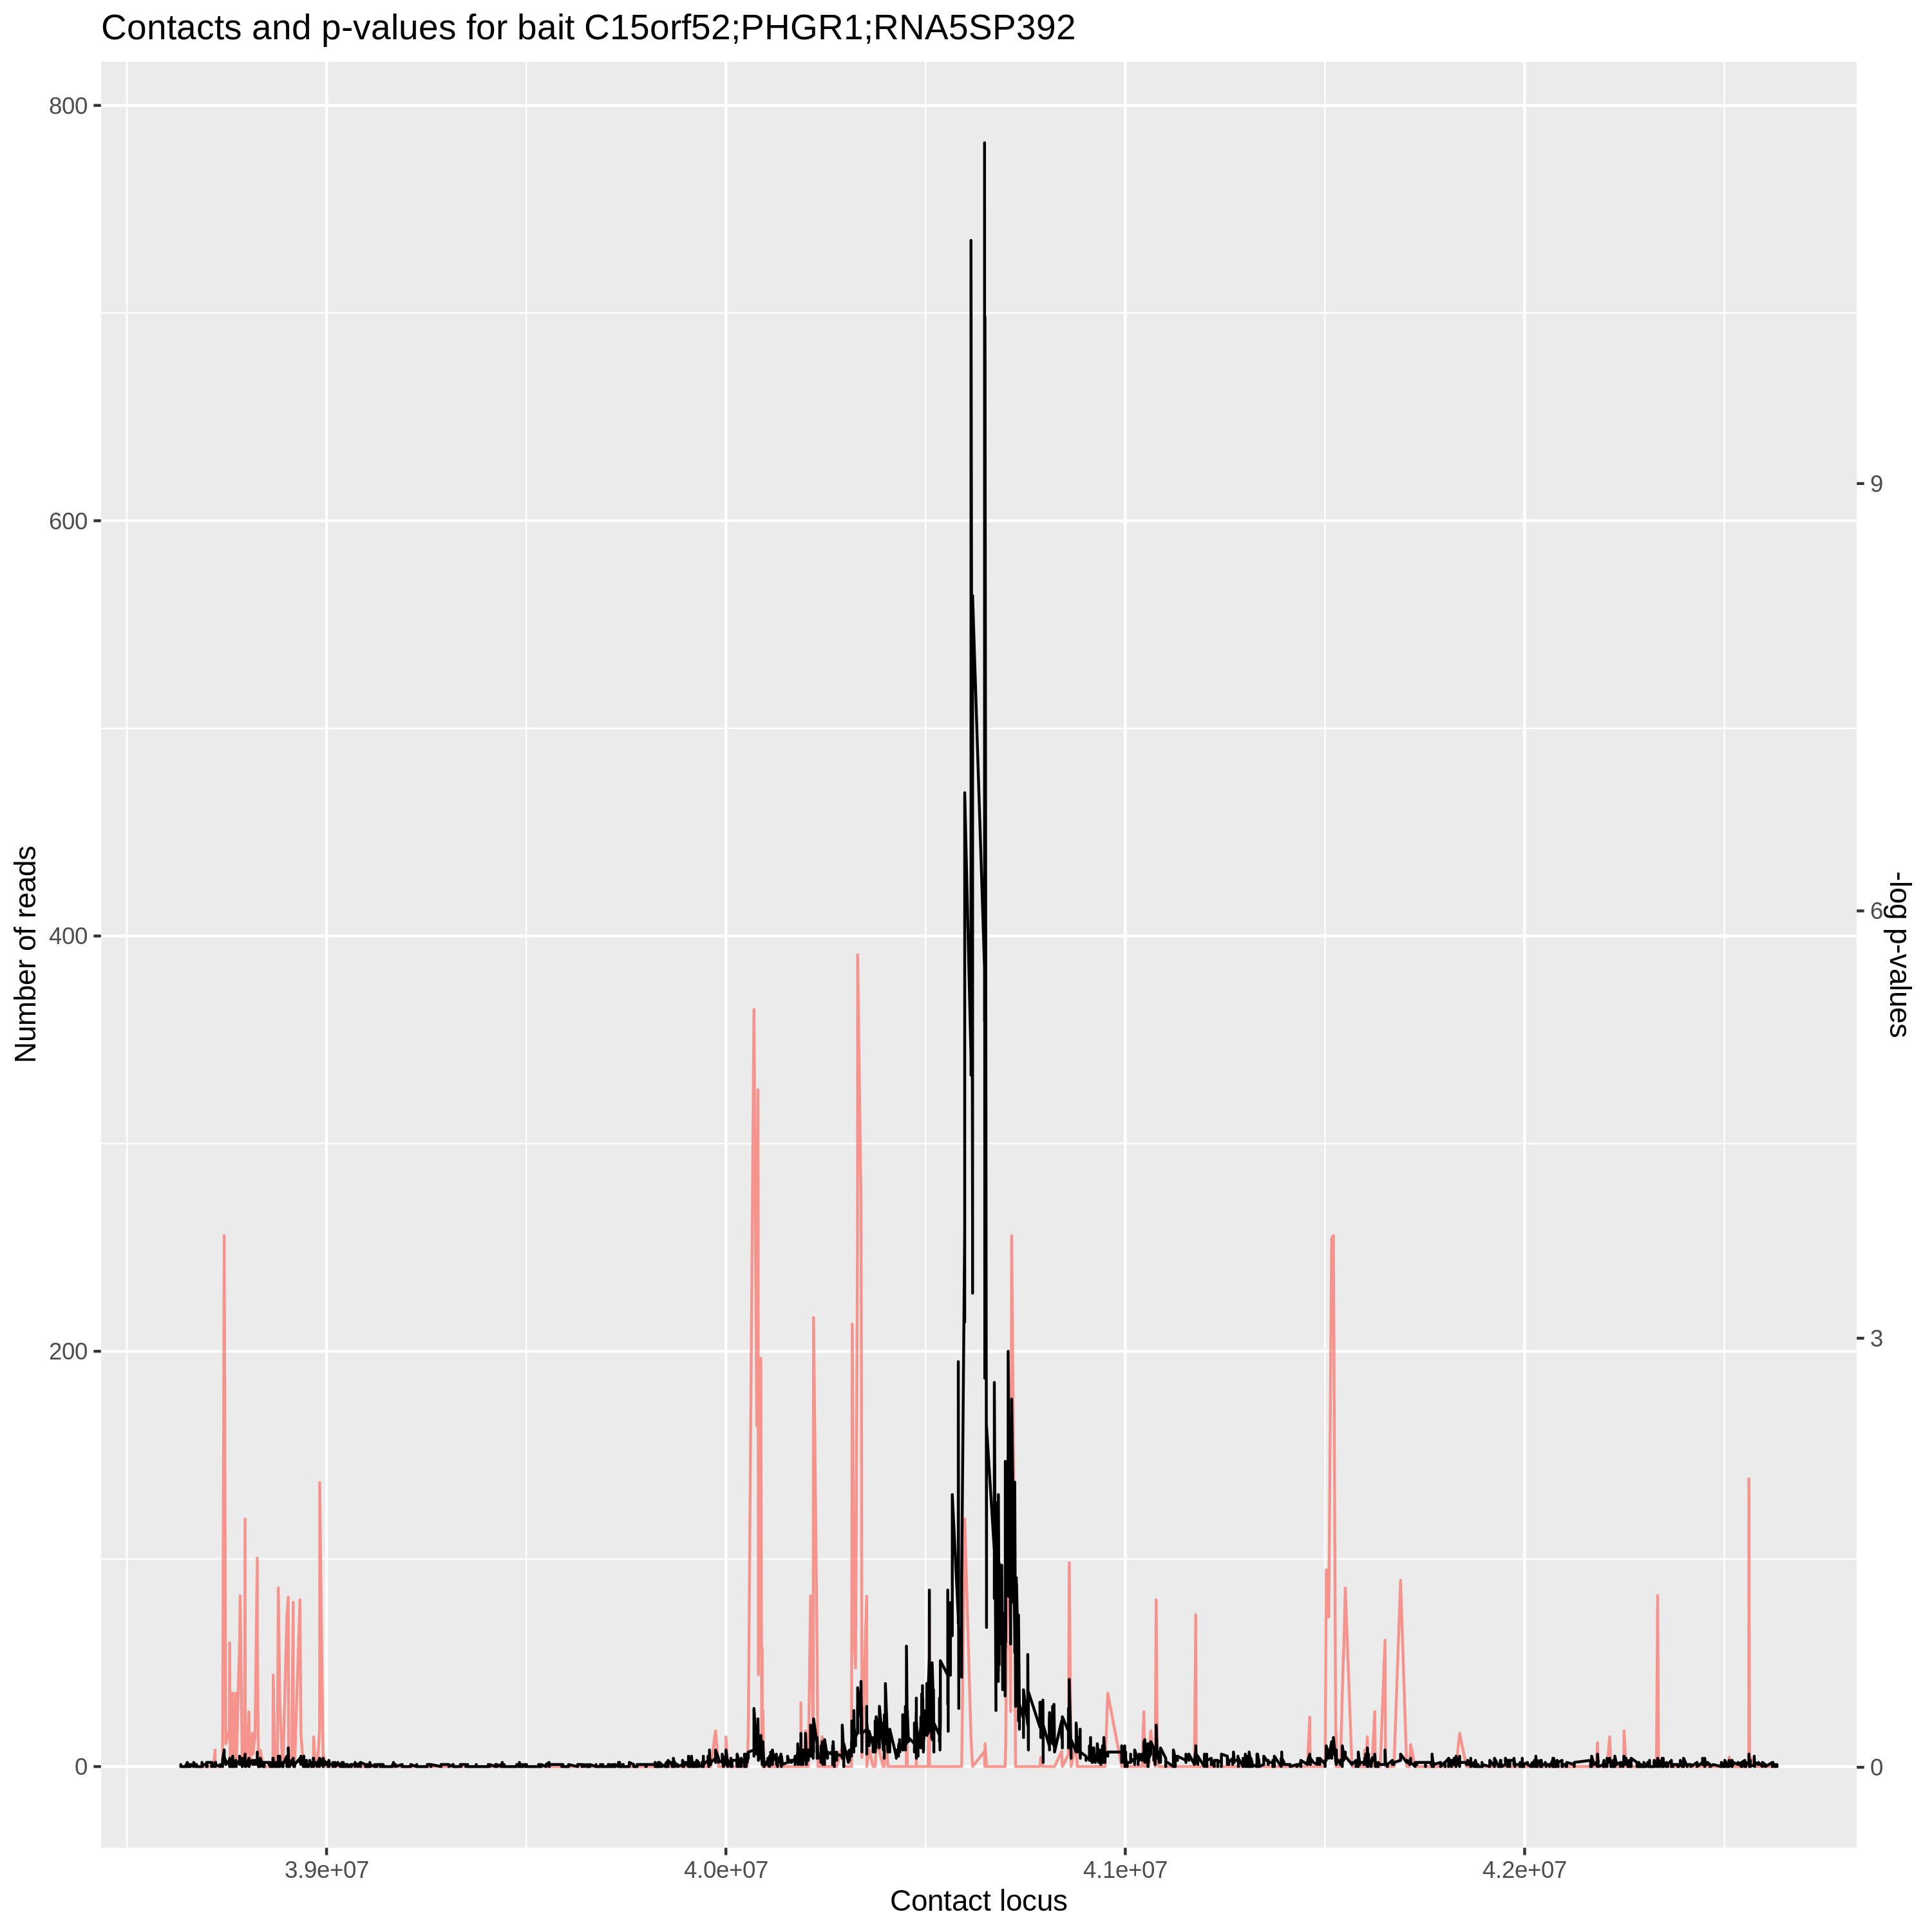 Contacts and p-values for bait C15orf52;PHGR1;RNA5SP392
800
600
400
200
0
9
6
3
0
Number of reads
-log p-values
3.9e+07
4.0e+07
4.1e+07
4.2e+07
Contact locus